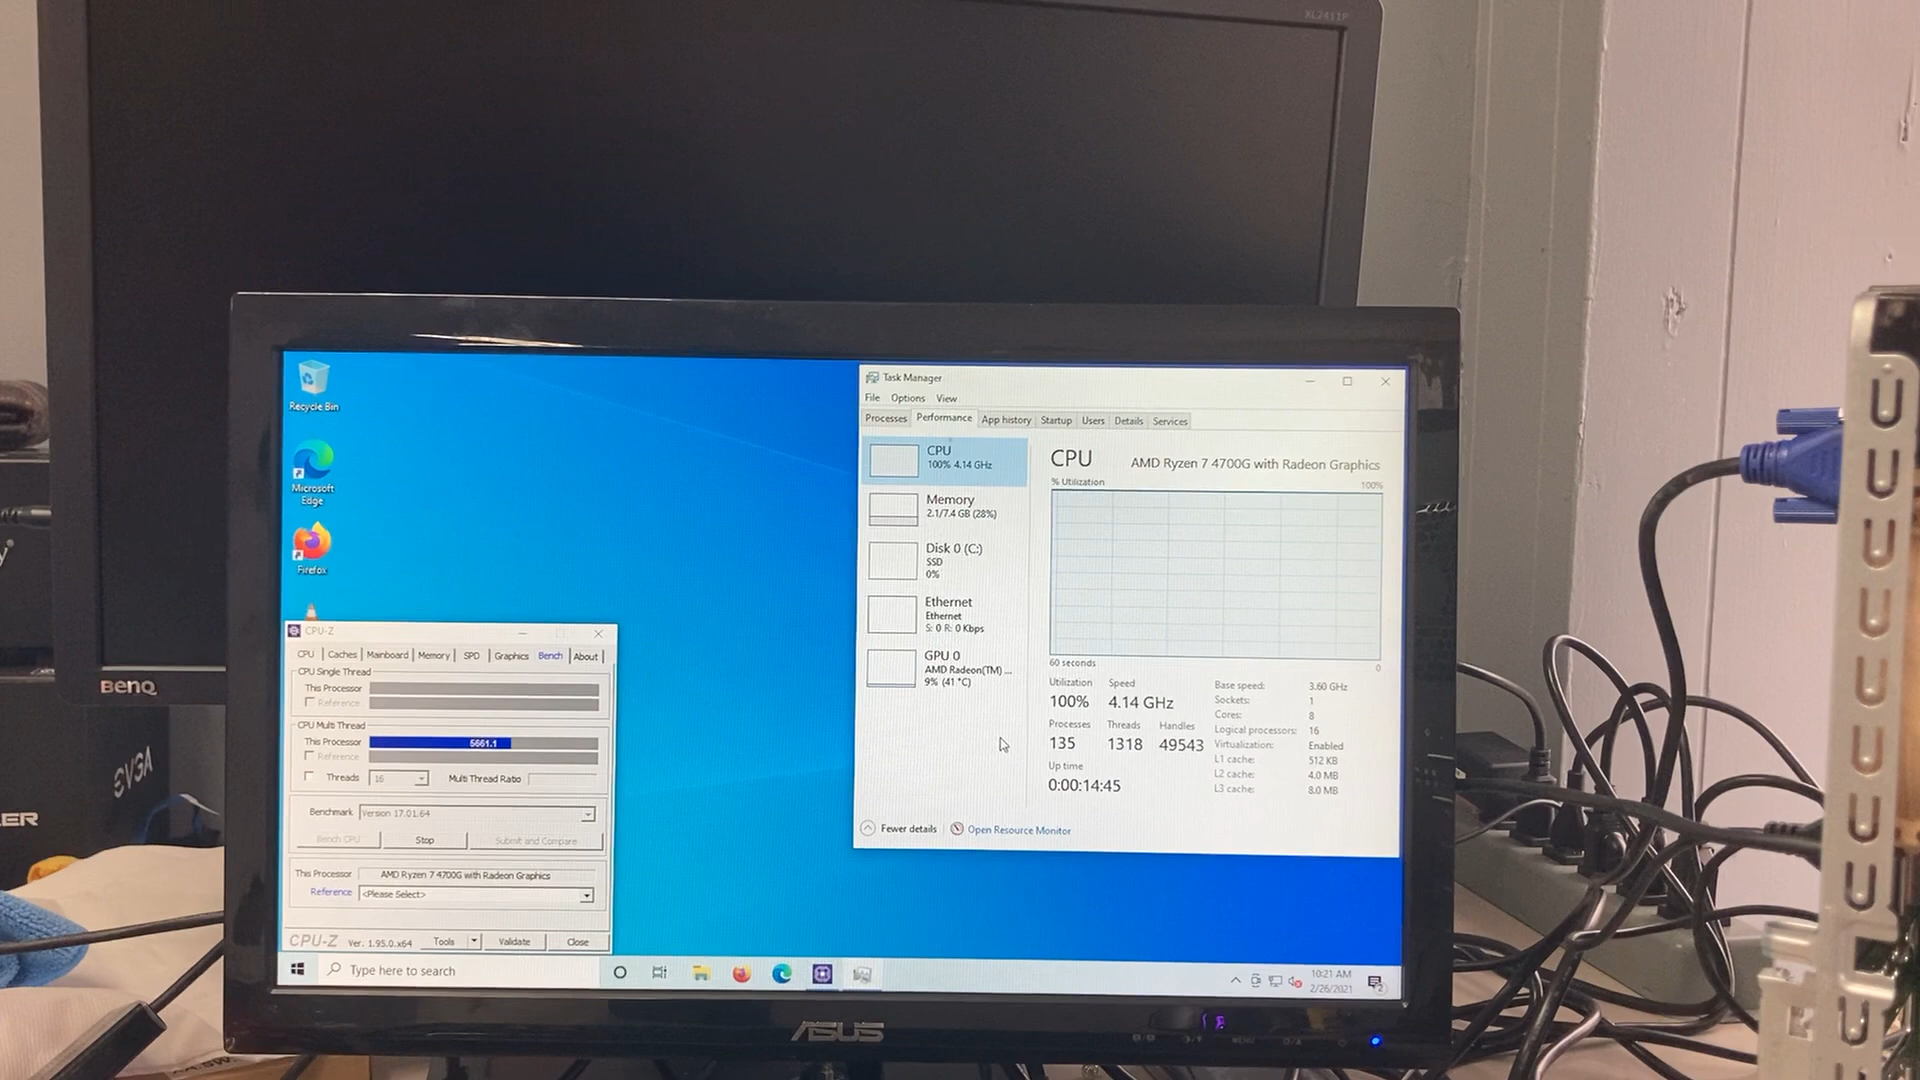 XL2411P
BenQ
EVGA
Recycle Bin
Microsoft
Edge
Firefox
CPU-Z
CPU Caches Mainboard Memory SPD Graphics Bench About
CPU Single Thread
This Processor
Reference
CPU Multi Thread
This Processor 5661.1
Reference
Threads 16 Multi Thread Ratio
Benchmark Version 17.01.64
Bench CPU Stop Submit and Compare
This Processor AMD Ryzen 7 4700G with Radeon Graphics
Reference <Please Select>
CPU-Z Ver. 1.95.0.x64 Tools Validate Close
Task Manager
File Options View
Processes Performance App history Startup Users Details Services
CPU
100% 4.14 GHz
Memory
2.1/7.4 GB (28%)
Disk 0 (C:)
SSD
0%
Ethernet
Ethernet
S: 0 R: 0 Kbps
GPU 0
AMD Radeon(TM) ...
9% (41 °C)
CPU AMD Ryzen 7 4700G with Radeon Graphics
% Utilization 100%
60 seconds 0
Utilization Speed
100% 4.14 GHz
Processes Threads Handles
135 1318 49543
Up time
0:00:14:45
Base speed: 3.60 GHz
Sockets: 1
Cores: 8
Logical processors: 16
Virtualization: Enabled
L1 cache: 512 KB
L2 cache: 4.0 MB
L3 cache: 8.0 MB
Fewer details Open Resource Monitor
Type here to search
10:21 AM
2/26/2021
2
ASUS
MENU